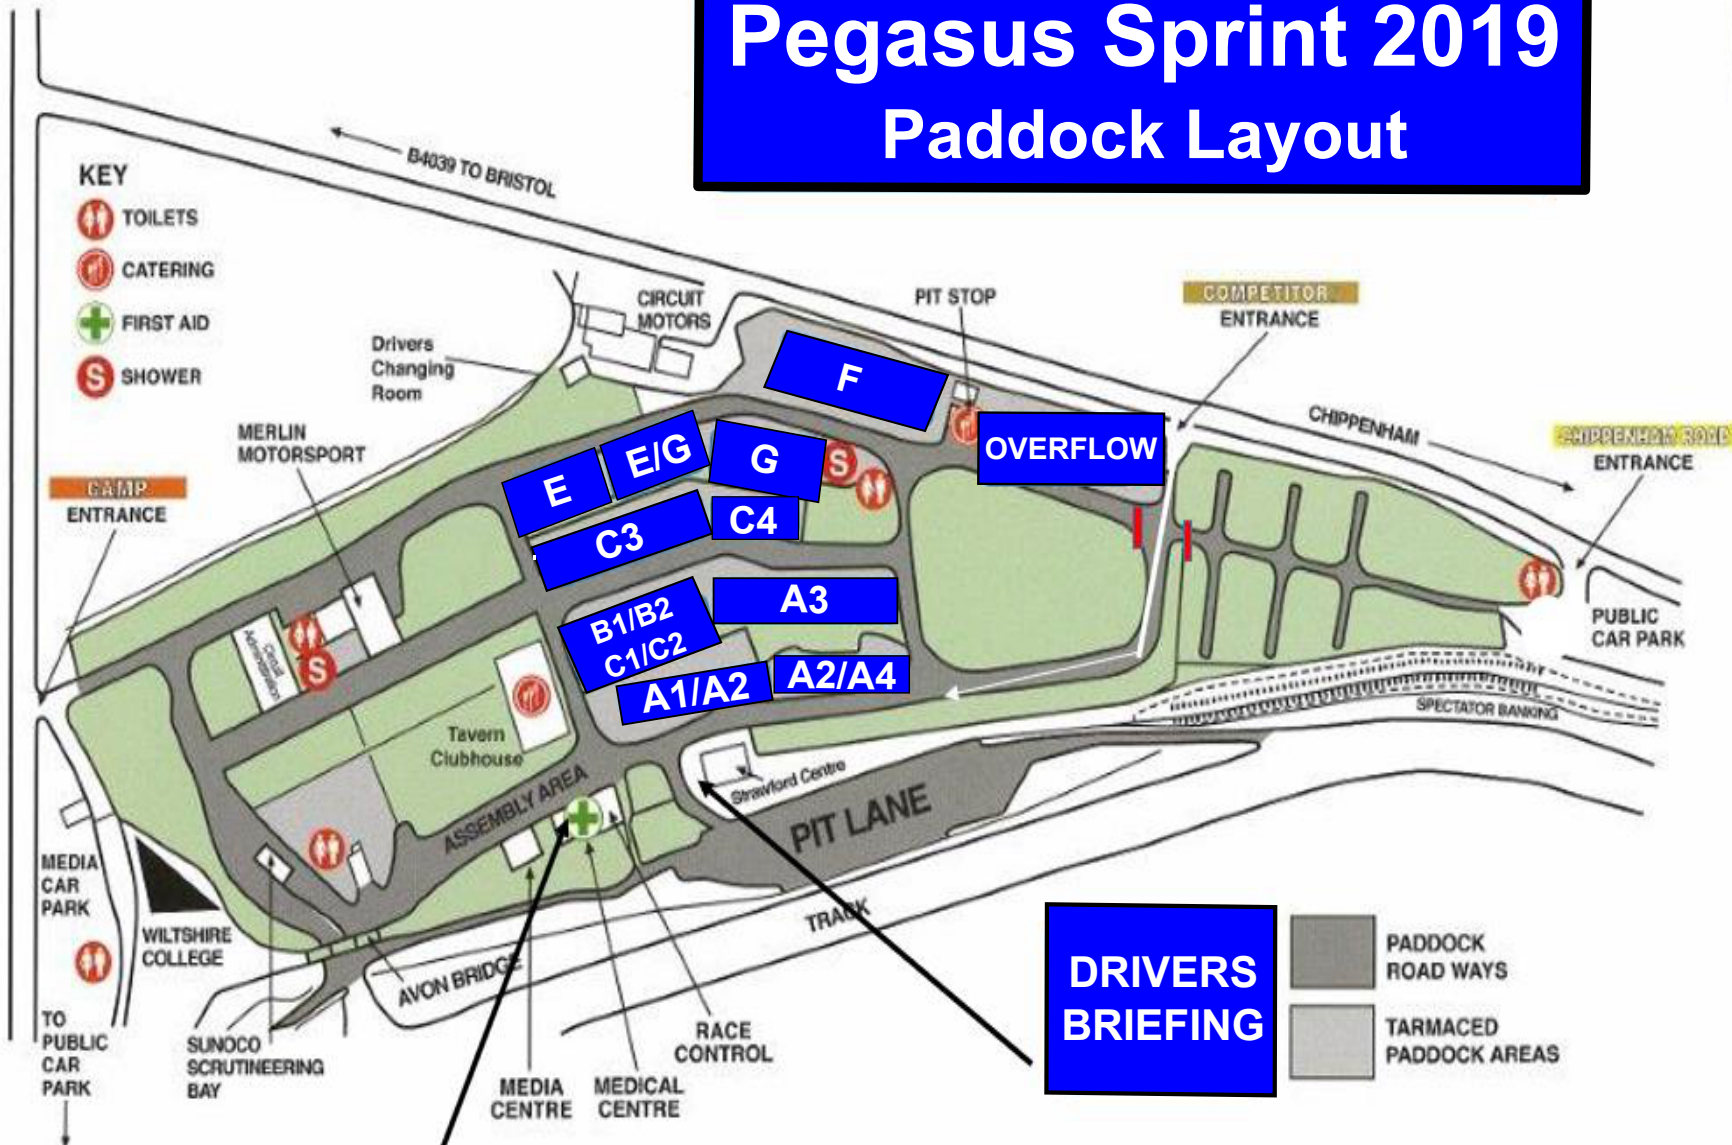 Pegasus Sprint 2019
Paddock Layout
B4039 TO BRISTOL
KEY
TOILETS
CATERING
FIRST AID
S
SHOWER
CIRCUIT
MOTORS
PIT STOP
COMPETITOR
ENTRANCE
Drivers
Changing
Room
F
MERLIN
MOTORSPORT
CHIPPENHAM
CHIPPENHAM ROAD
ENTRANCE
CAMP
ENTRANCE
E
E/G
G
S
OVERFLOW
C3
C4
A3
B1/B2
C1/C2
A1/A2
A2/A4
PUBLIC
CAR PARK
Circuit
Administration
S
SPECTATOR BANKING
Tavern
Clubhouse
Strawford Centre
ASSEMBLY AREA
PIT LANE
MEDIA
CAR
PARK
WILTSHIRE
COLLEGE
TRACK
AVON BRIDGE
DRIVERS
BRIEFING
PADDOCK
ROAD WAYS
TARMACED
PADDOCK AREAS
TO
PUBLIC
CAR
PARK
SUNOCO
SCRUTINEERING
BAY
RACE
CONTROL
MEDIA
CENTRE
MEDICAL
CENTRE